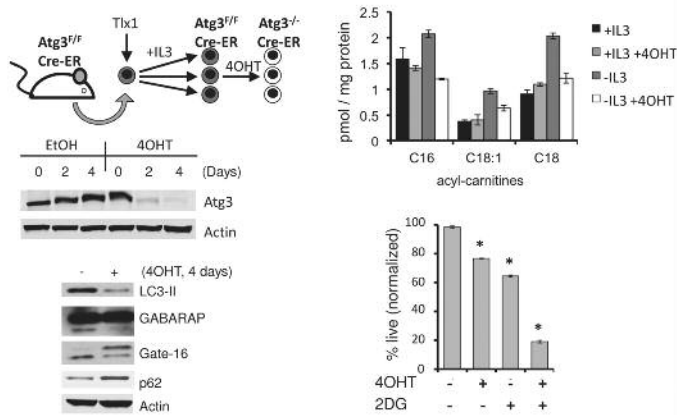 Tlx1
Atg3F/F
Cre-ER
+IL3
Atg3F/F
Cre-ER
4OHT
Atg3-/-
Cre-ER
EtOH 4OHT
0 2 4 0 2 4 (Days)
Atg3
Actin
- + (4OHT, 4 days)
LC3-II
GABARAP
Gate-16
p62
Actin
pmol / mg protein
2.5
2
1.5
1
0.5
0
C16 C18:1 C18
acyl-carnitines
+IL3
+IL3 +4OHT
-IL3
-IL3 +4OHT
% live (normalized)
100
80
60
40
20
0
* * *
4OHT - + - +
2DG - - + +